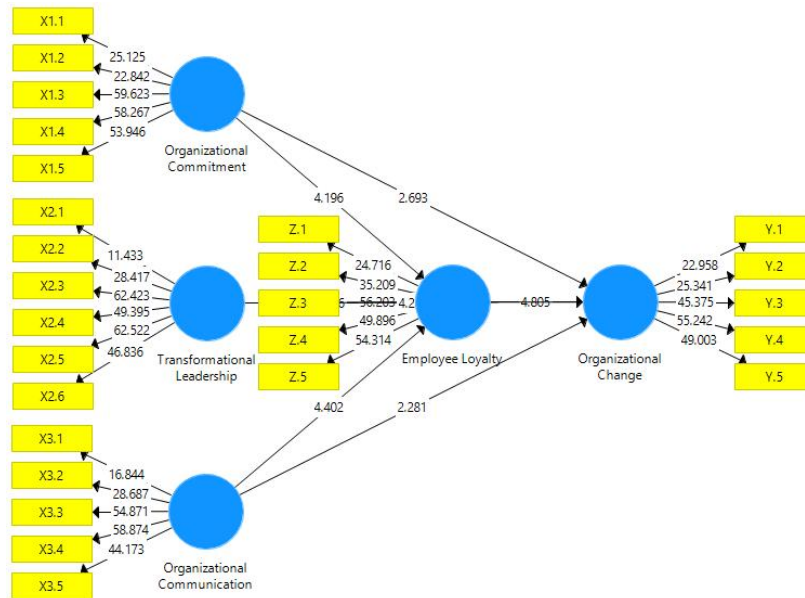 X1.1
X1.2
X1.3
X1.4
X1.5
25.125
22.842
59.623
58.267
53.946
Organizational
Commitment
4.196
2.693
X2.1
X2.2
X2.3
X2.4
X2.5
X2.6
11.433
28.417
62.423
49.395
62.522
46.836
Transformational
Leadership
Z.1
Z.2
Z.3
Z.4
Z.5
24.716
35.209
56.203
49.896
54.314
Employee Loyalty
4.805
Organizational
Change
22.958
25.341
45.375
55.242
49.003
Y.1
Y.2
Y.3
Y.4
Y.5
4.402
2.281
X3.1
X3.2
X3.3
X3.4
X3.5
16.844
28.687
54.871
58.874
44.173
Organizational
Communication